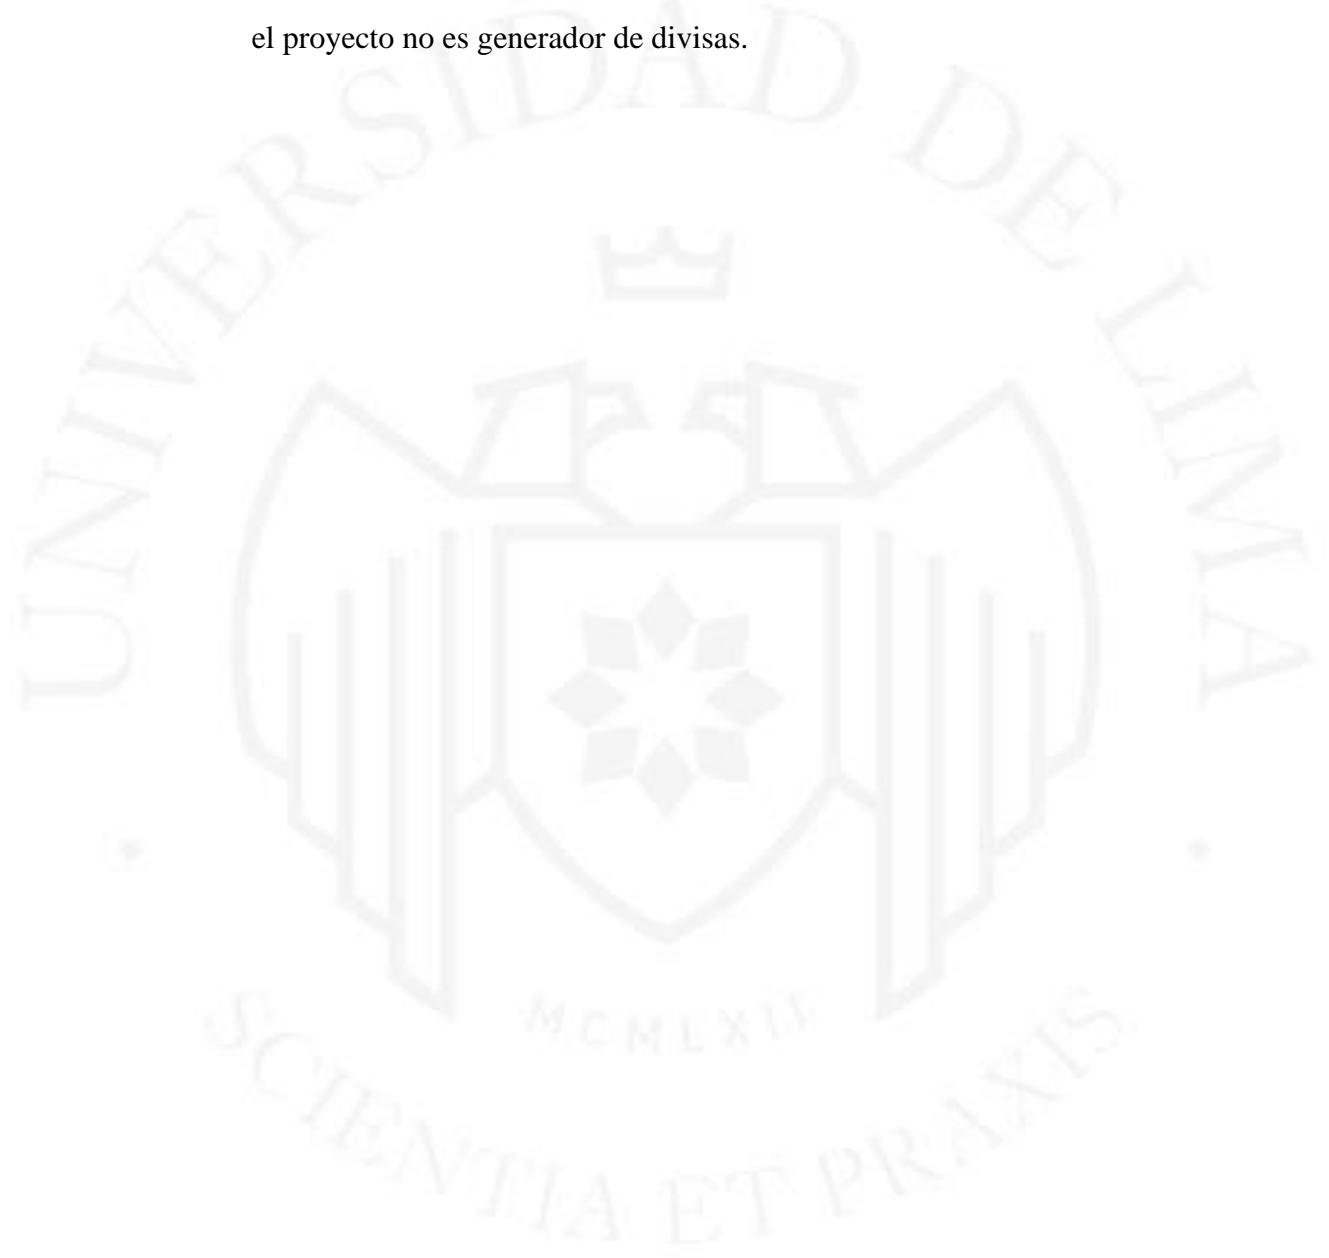 el proyecto no es generador de divisas.
UNIVERSIDAD DE LIMA
MCMLXII
SCIENTIA ET PRAXIS